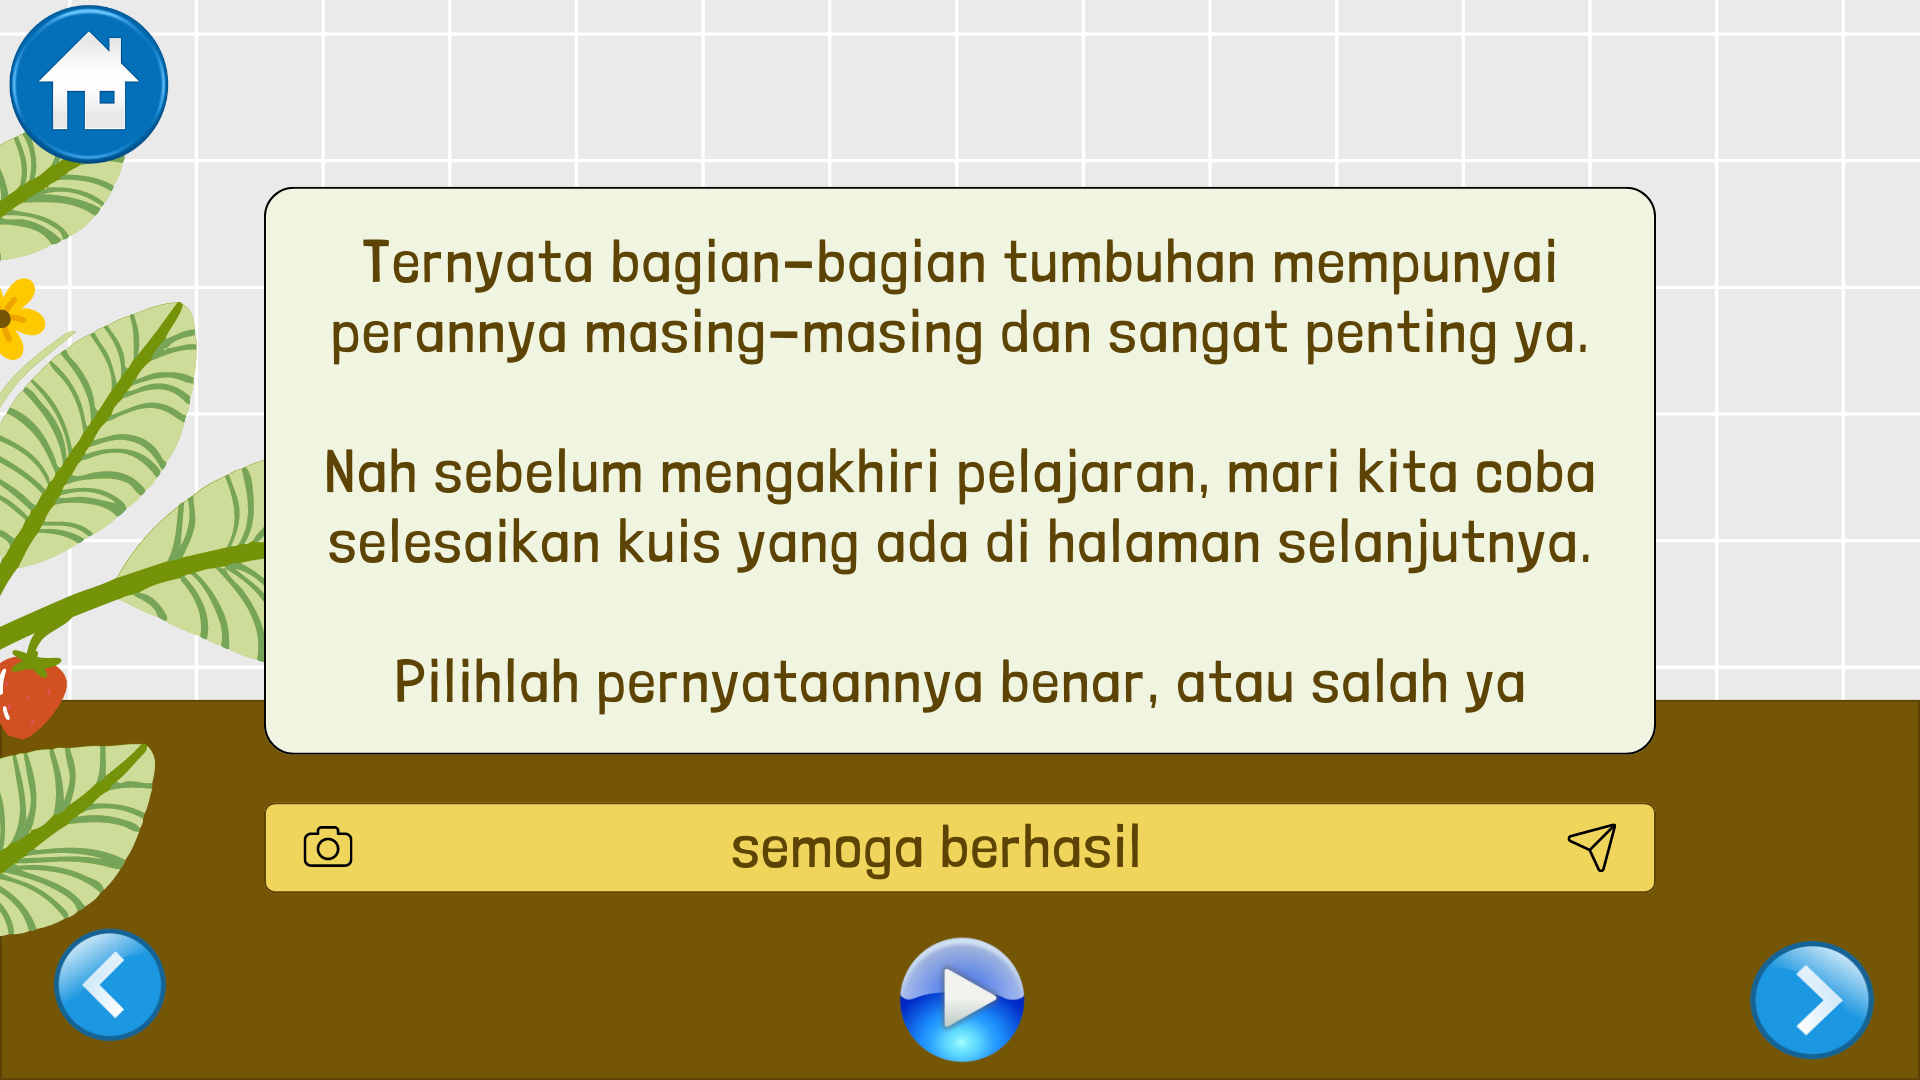 Ternyata bagian-bagian tumbuhan mempunyai
perannya masing-masing dan sangat penting ya.
Nah sebelum mengakhiri pelajaran, mari kita coba
selesaikan kuis yang ada di halaman selanjutnya.
Pilihlah pernyataannya benar, atau salah ya
semoga berhasil